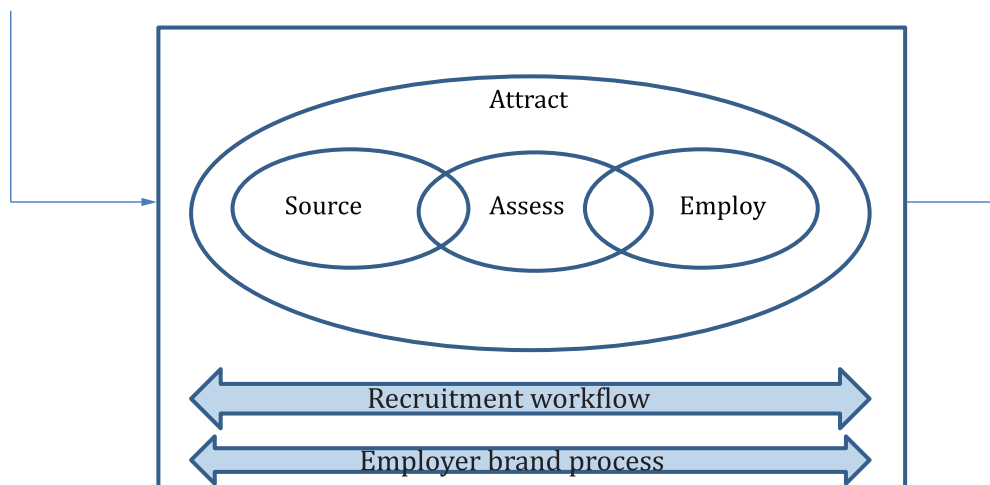 Attract
Source Assess Employ
Recruitment workflow
Employer brand process